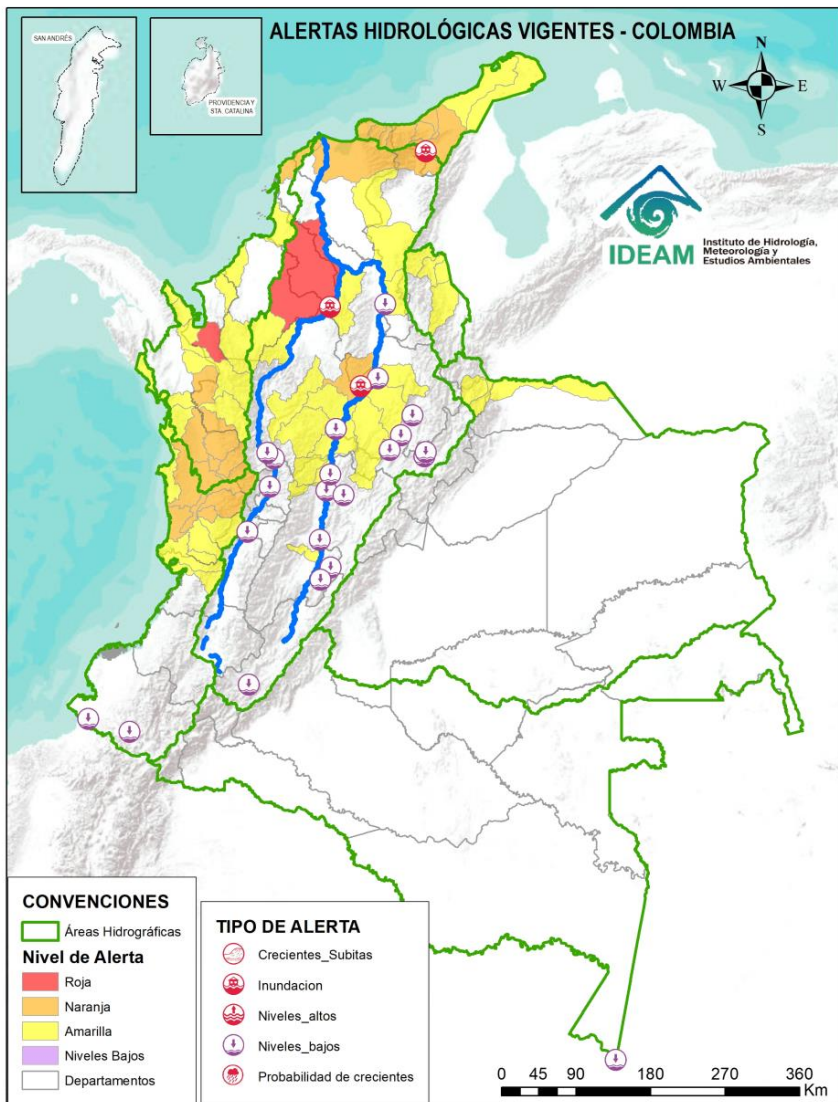 ALERTAS HIDROLÓGICAS VIGENTES - COLOMBIA
SAN ANDRÉS
PROVIDENCIA Y
STA. CATALINA
N
W E
S
IDEAM
Instituto de Hidrología,
Meteorología y
Estudios Ambientales
CONVENCIONES
Áreas Hidrográficas
Nivel de Alerta
Roja
Naranja
Amarilla
Niveles Bajos
Departamentos
TIPO DE ALERTA
Crecientes_Subitas
Inundacion
Niveles_altos
Niveles_bajos
Probabilidad de crecientes
0 45 90 180 270 360
Km